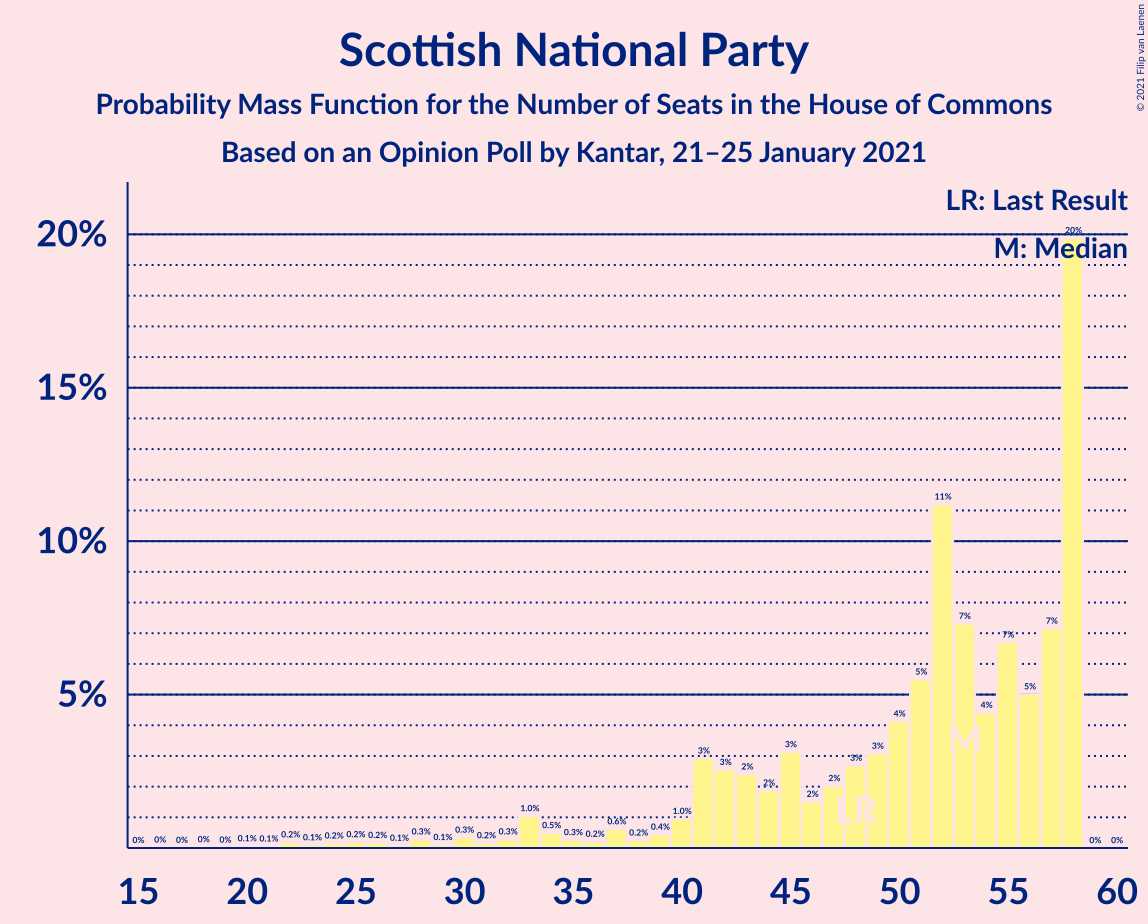 Scottish National Party
Probability Mass Function for the Number of Seats in the House of Commons
Based on an Opinion Poll by Kantar, 21–25 January 2021
© 2021 Filip van Laenen
LR: Last Result
M: Median
20%
15%
10%
5%
0% 0% 0% 0% 0% 0.1% 0.1% 0.2% 0.1% 0.2% 0.2% 0.2% 0.1% 0.3% 0.1% 0.3% 0.2% 0.3% 1.0% 0.5% 0.3% 0.2% 0.6% 0.2% 0.4% 1.0% 3% 3% 2% 2% 3% 2% 2% 3% 3% 4% 5% 11% 7% 4% 7% 5% 7% 20% 0% 0%
M
LR
15 20 25 30 35 40 45 50 55 60